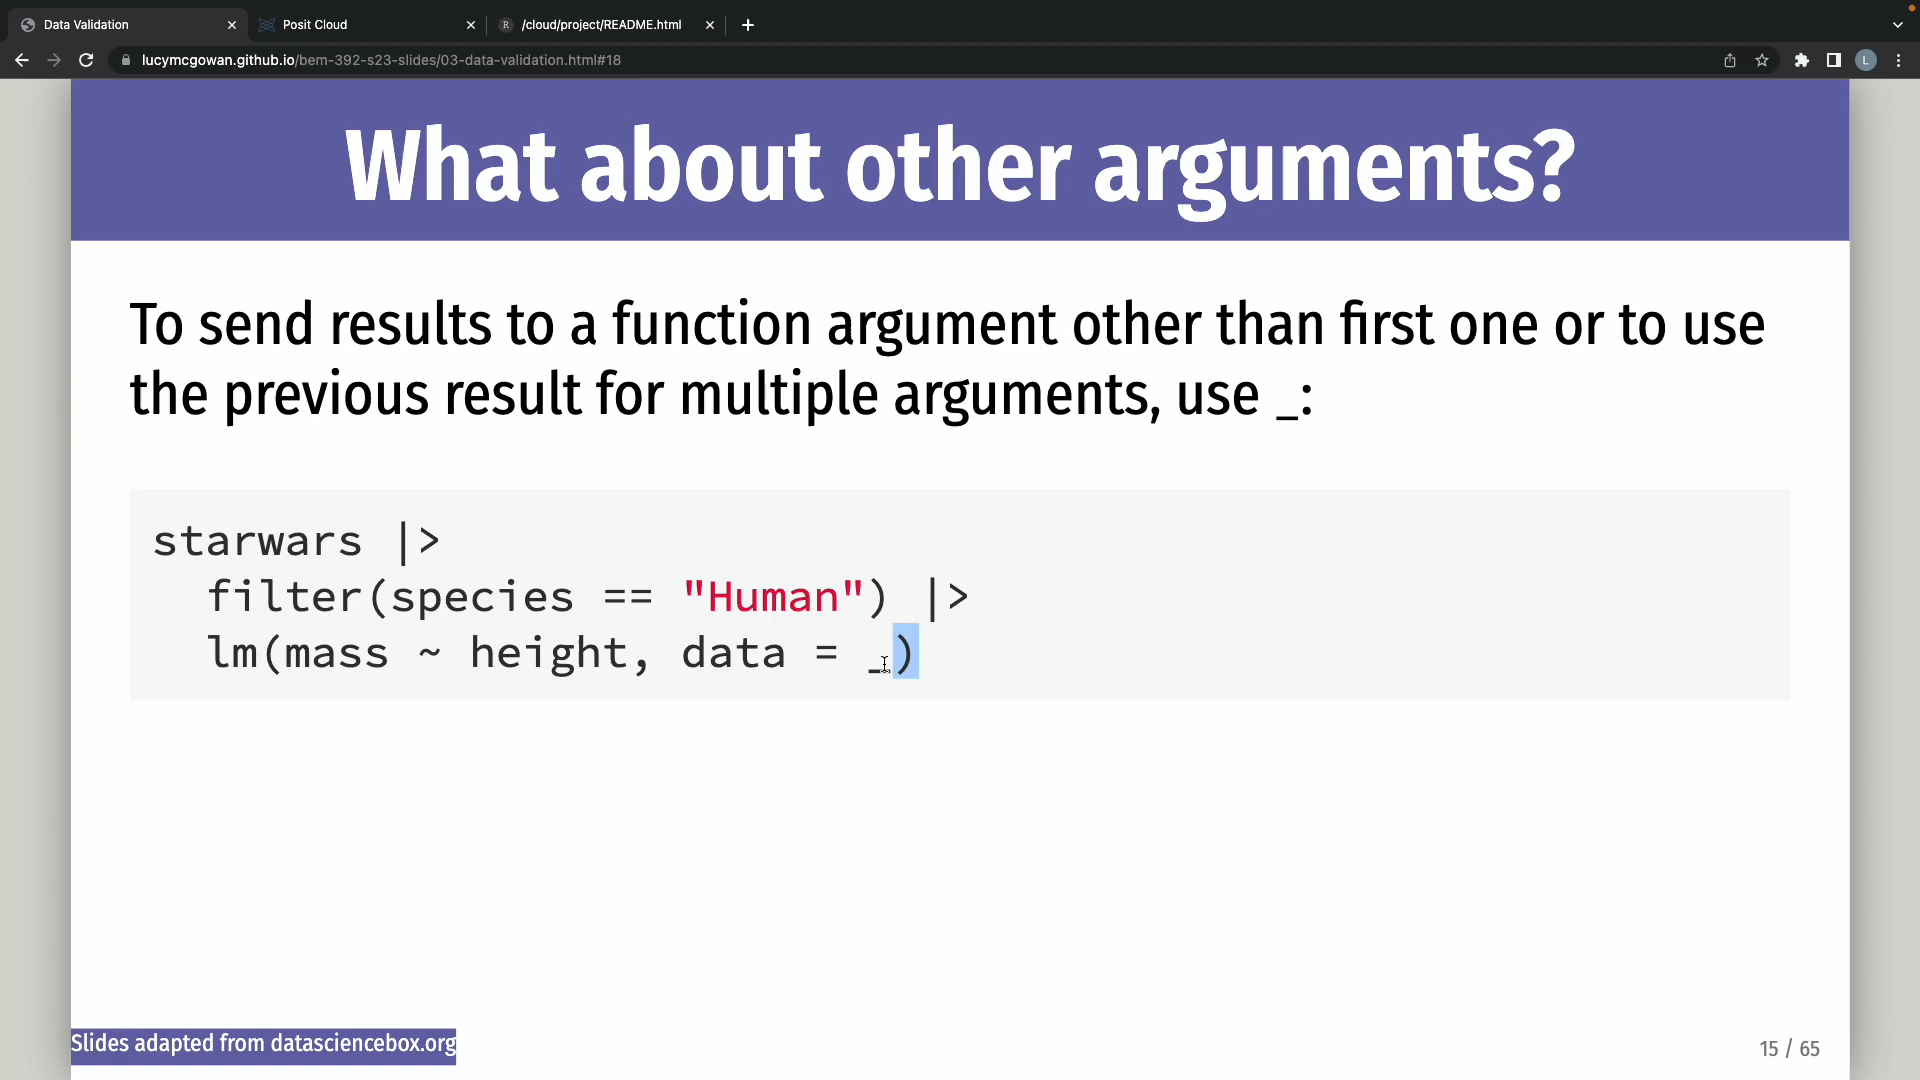 Data Validation
Posit Cloud
R /cloud/project/README.html
lucymcgowan.github.io/bem-392-s23-slides/03-data-validation.html#18
L
What about other arguments?
To send results to a function argument other than first one or to use
the previous result for multiple arguments, use _:
starwars |>
filter(species == "Human") |>
lm(mass ~ height, data = _)
Slides adapted from datasciencebox.org
15 / 65